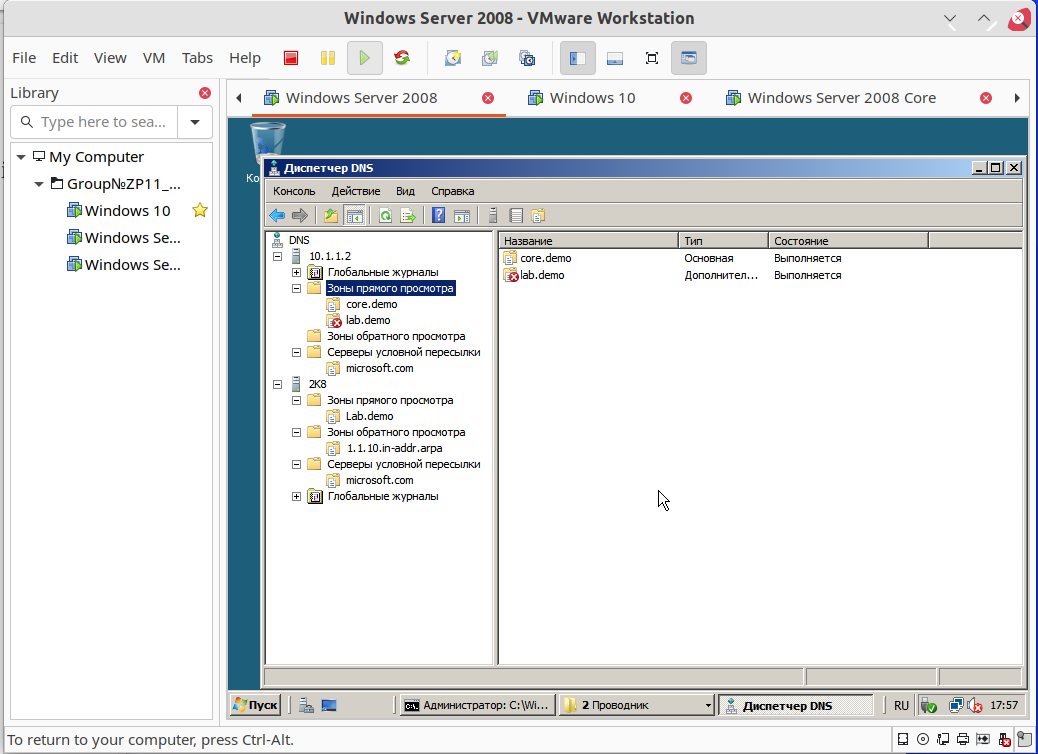 Windows Server 2008 - VMware Workstation
File Edit View VM Tabs Help
Library
Type here to sea...
My Computer
Group№ZP11_...
Windows 10
Windows Se...
Windows Se...
Windows Server 2008
Windows 10
Windows Server 2008 Core
Ко
Диспетчер DNS
Консоль Действие Вид Справка
DNS
10.1.1.2
Глобальные журналы
Зоны прямого просмотра
core.demo
lab.demo
Зоны обратного просмотра
Серверы условной пересылки
microsoft.com
2K8
Зоны прямого просмотра
Lab.demo
Зоны обратного просмотра
1.1.10.in-addr.arpa
Серверы условной пересылки
microsoft.com
Глобальные журналы
Название Тип Состояние
core.demo Основная Выполняется
lab.demo Дополнител... Выполняется
Пуск
Администратор: C:\Wi...
2 Проводник
Диспетчер DNS
RU
17:57
To return to your computer, press Ctrl-Alt.